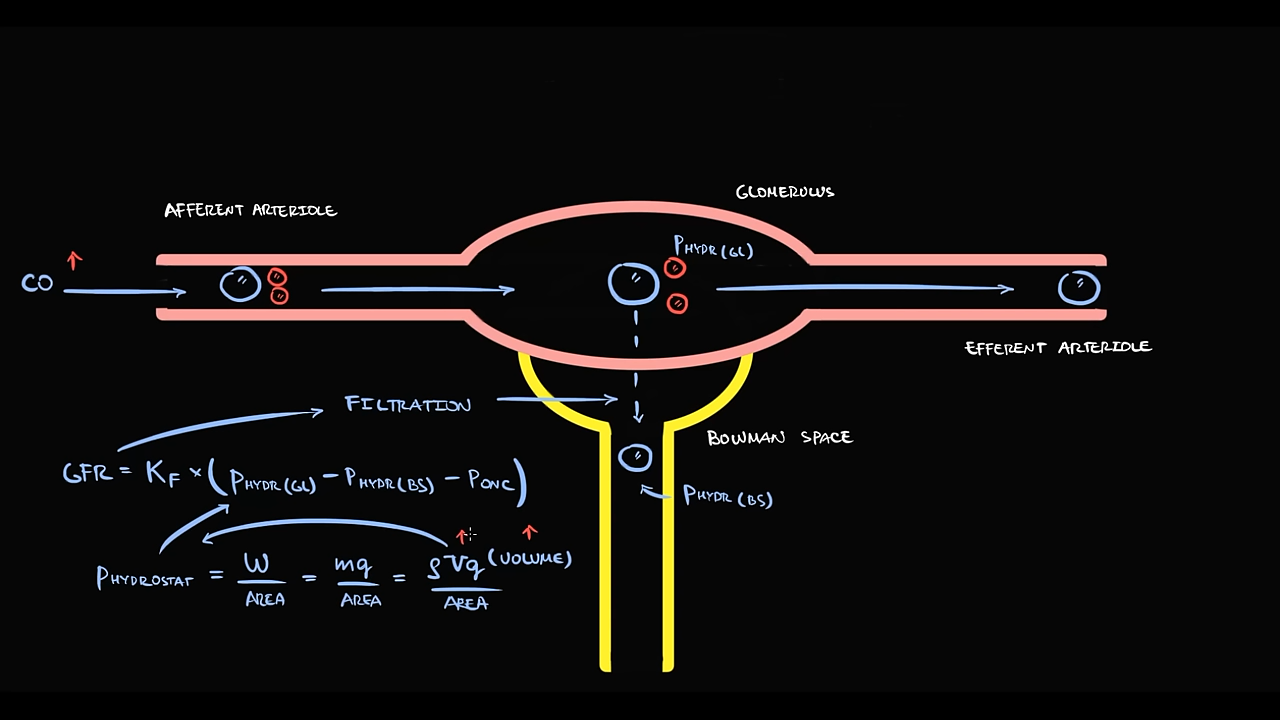 GLOMERULUS
AFFERENT ARTERIOLE
PHYDR(GL)
CO ↑
EFFERENT ARTERIOLE
FILTRATION
BOWMAN SPACE
GFR = KF × (PHYDR(GL) − PHYDR(BS) − PONC)
PHYDR(BS)
PHYDROSTAT = W/AREA = mg/AREA = ρVg/AREA (VOLUME) ↑ ↑